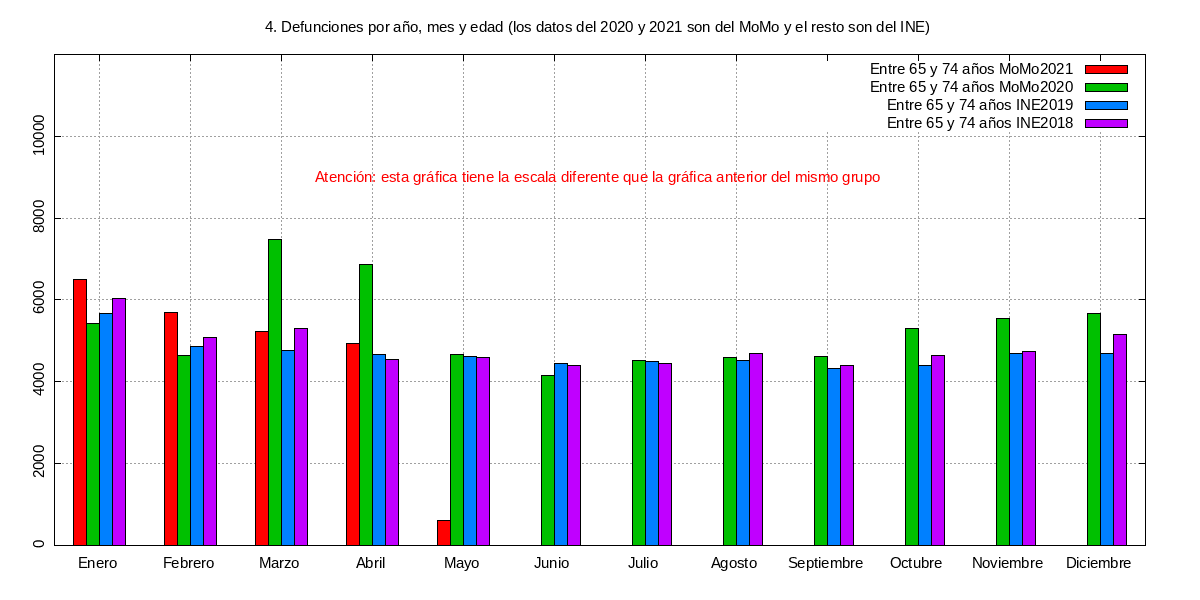 4. Defunciones por año, mes y edad (los datos del 2020 y 2021 son del MoMo y el resto son del INE)
Entre 65 y 74 años MoMo2021
Entre 65 y 74 años MoMo2020
Entre 65 y 74 años INE2019
Entre 65 y 74 años INE2018
Atención: esta gráfica tiene la escala diferente que la gráfica anterior del mismo grupo
10000
8000
6000
4000
2000
0
Enero Febrero Marzo Abril Mayo Junio Julio Agosto Septiembre Octubre Noviembre Diciembre